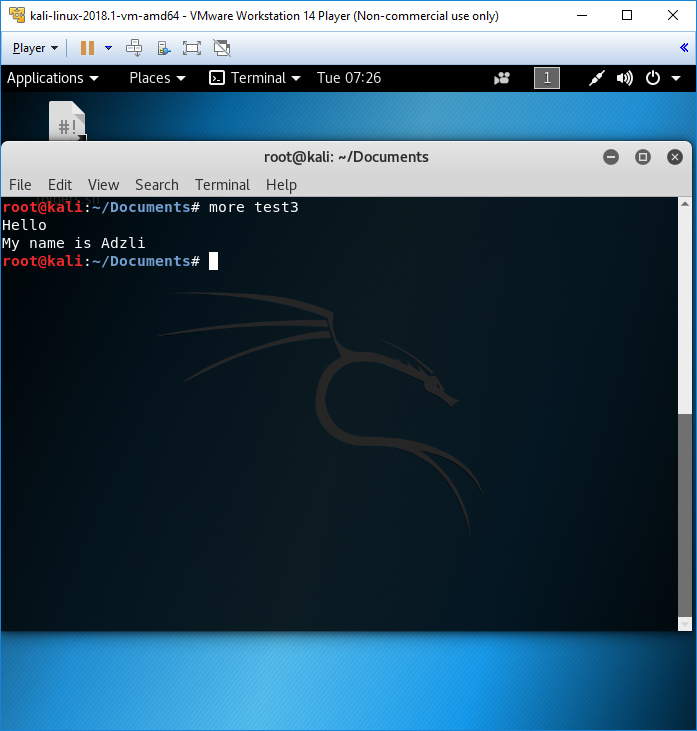 kali-linux-2018.1-vm-amd64 - VMware Workstation 14 Player (Non-commercial use only)
Player
Applications Places Terminal Tue 07:26 1
#!
root@kali: ~/Documents
File Edit View Search Terminal Help
root@kali:~/Documents# more test3
Hello
My name is Adzli
root@kali:~/Documents#